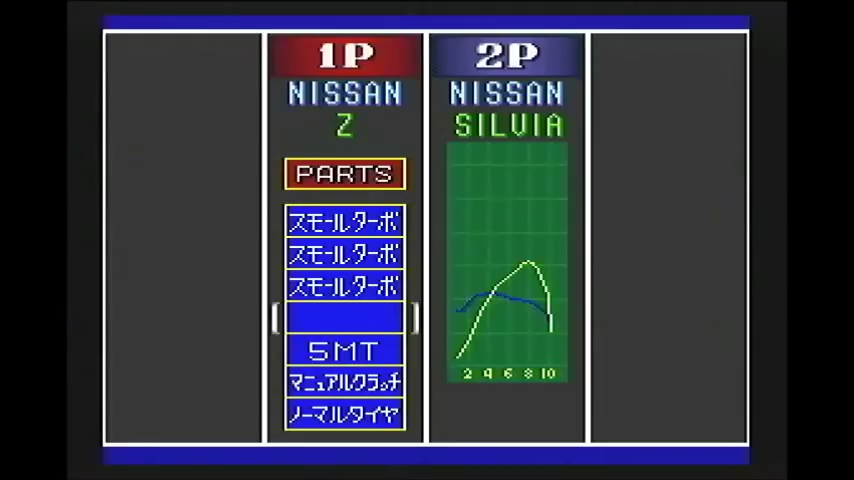 1P
NISSAN
Z
PARTS
スモールターボ
スモールターボ
スモールターボ
5MT
マニュアルクラッチ
ノーマルタイヤ
2P
NISSAN
SILVIA
2 4 6 8 10